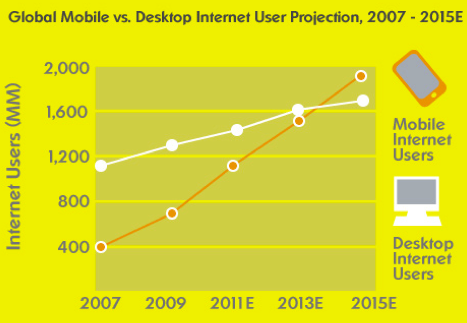 Global Mobile vs. Desktop Internet User Projection, 2007 - 2015E
Internet Users (MM)
2,000
1,600
1,200
800
400
2007 2009 2011E 2013E 2015E
Mobile
Internet
Users
Desktop
Internet
Users